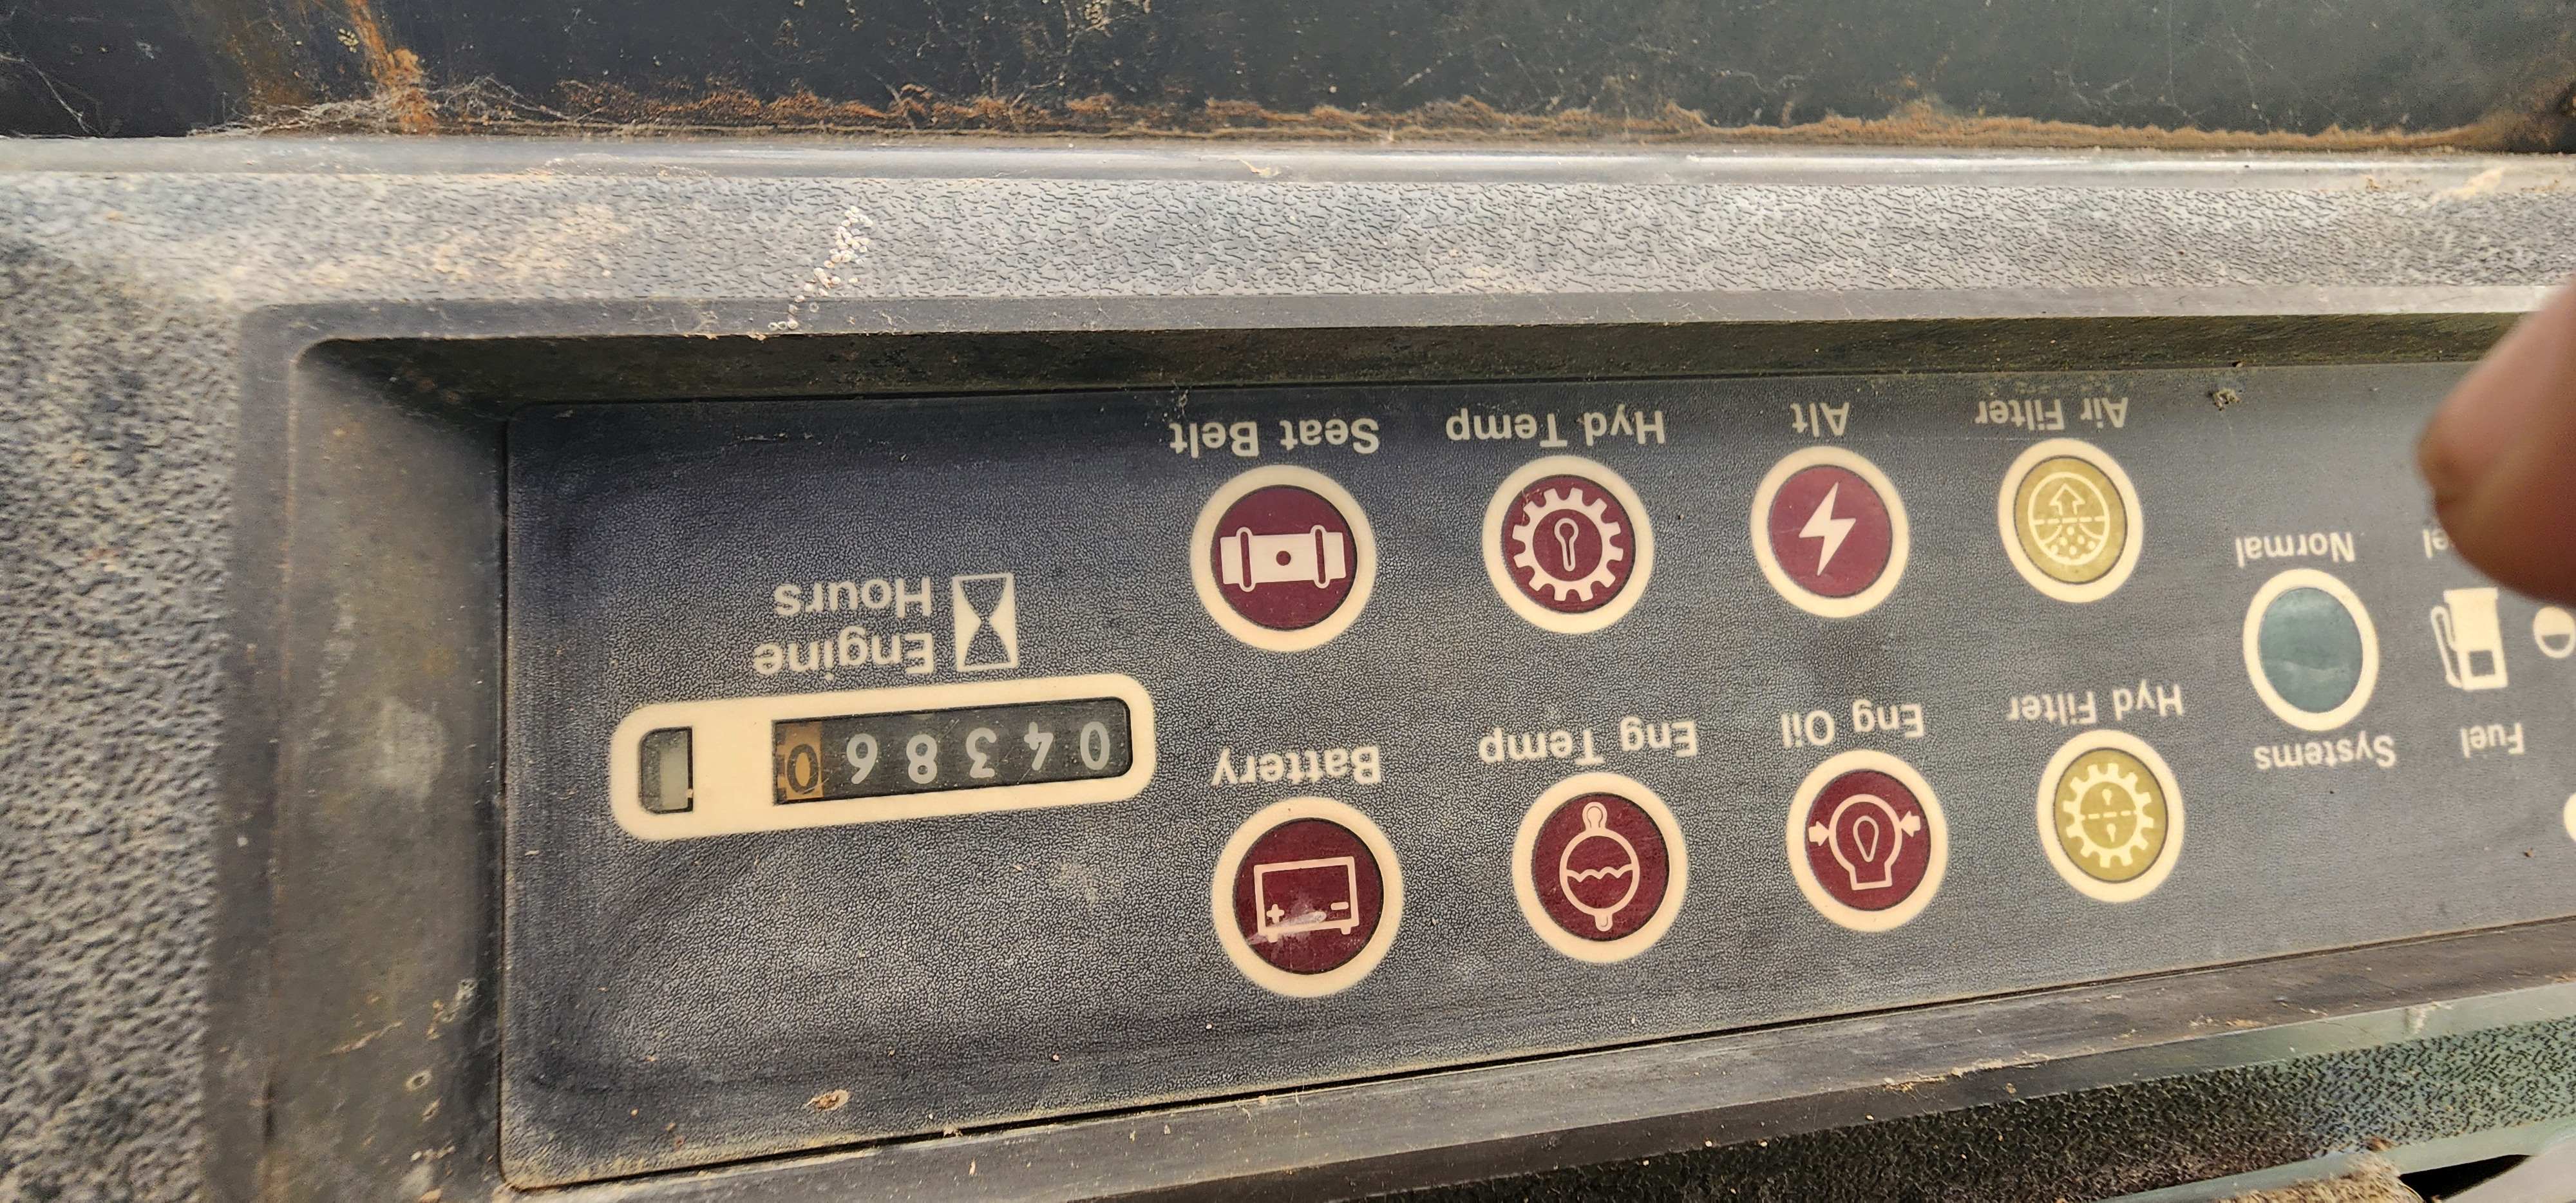 Fuel
Systems
Normal
Hyd Filter
Eng Oil
Eng Temp
Battery
Air Filter
Alt
Hyd Temp
Seat Belt
043860
Engine
Hours